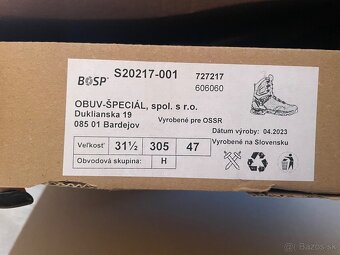 BOSP
S20217-001
727217
606060
OBUV-ŠPECIÁL, spol. s r.o.
Duklianska 19
085 01 Bardejov
Vyrobené pre OSSR
Dátum výroby: 04.2023
Vyrobené na Slovensku
Veľkosť 31½ 305 47
Obvodová skupina: H
Bazos.sk